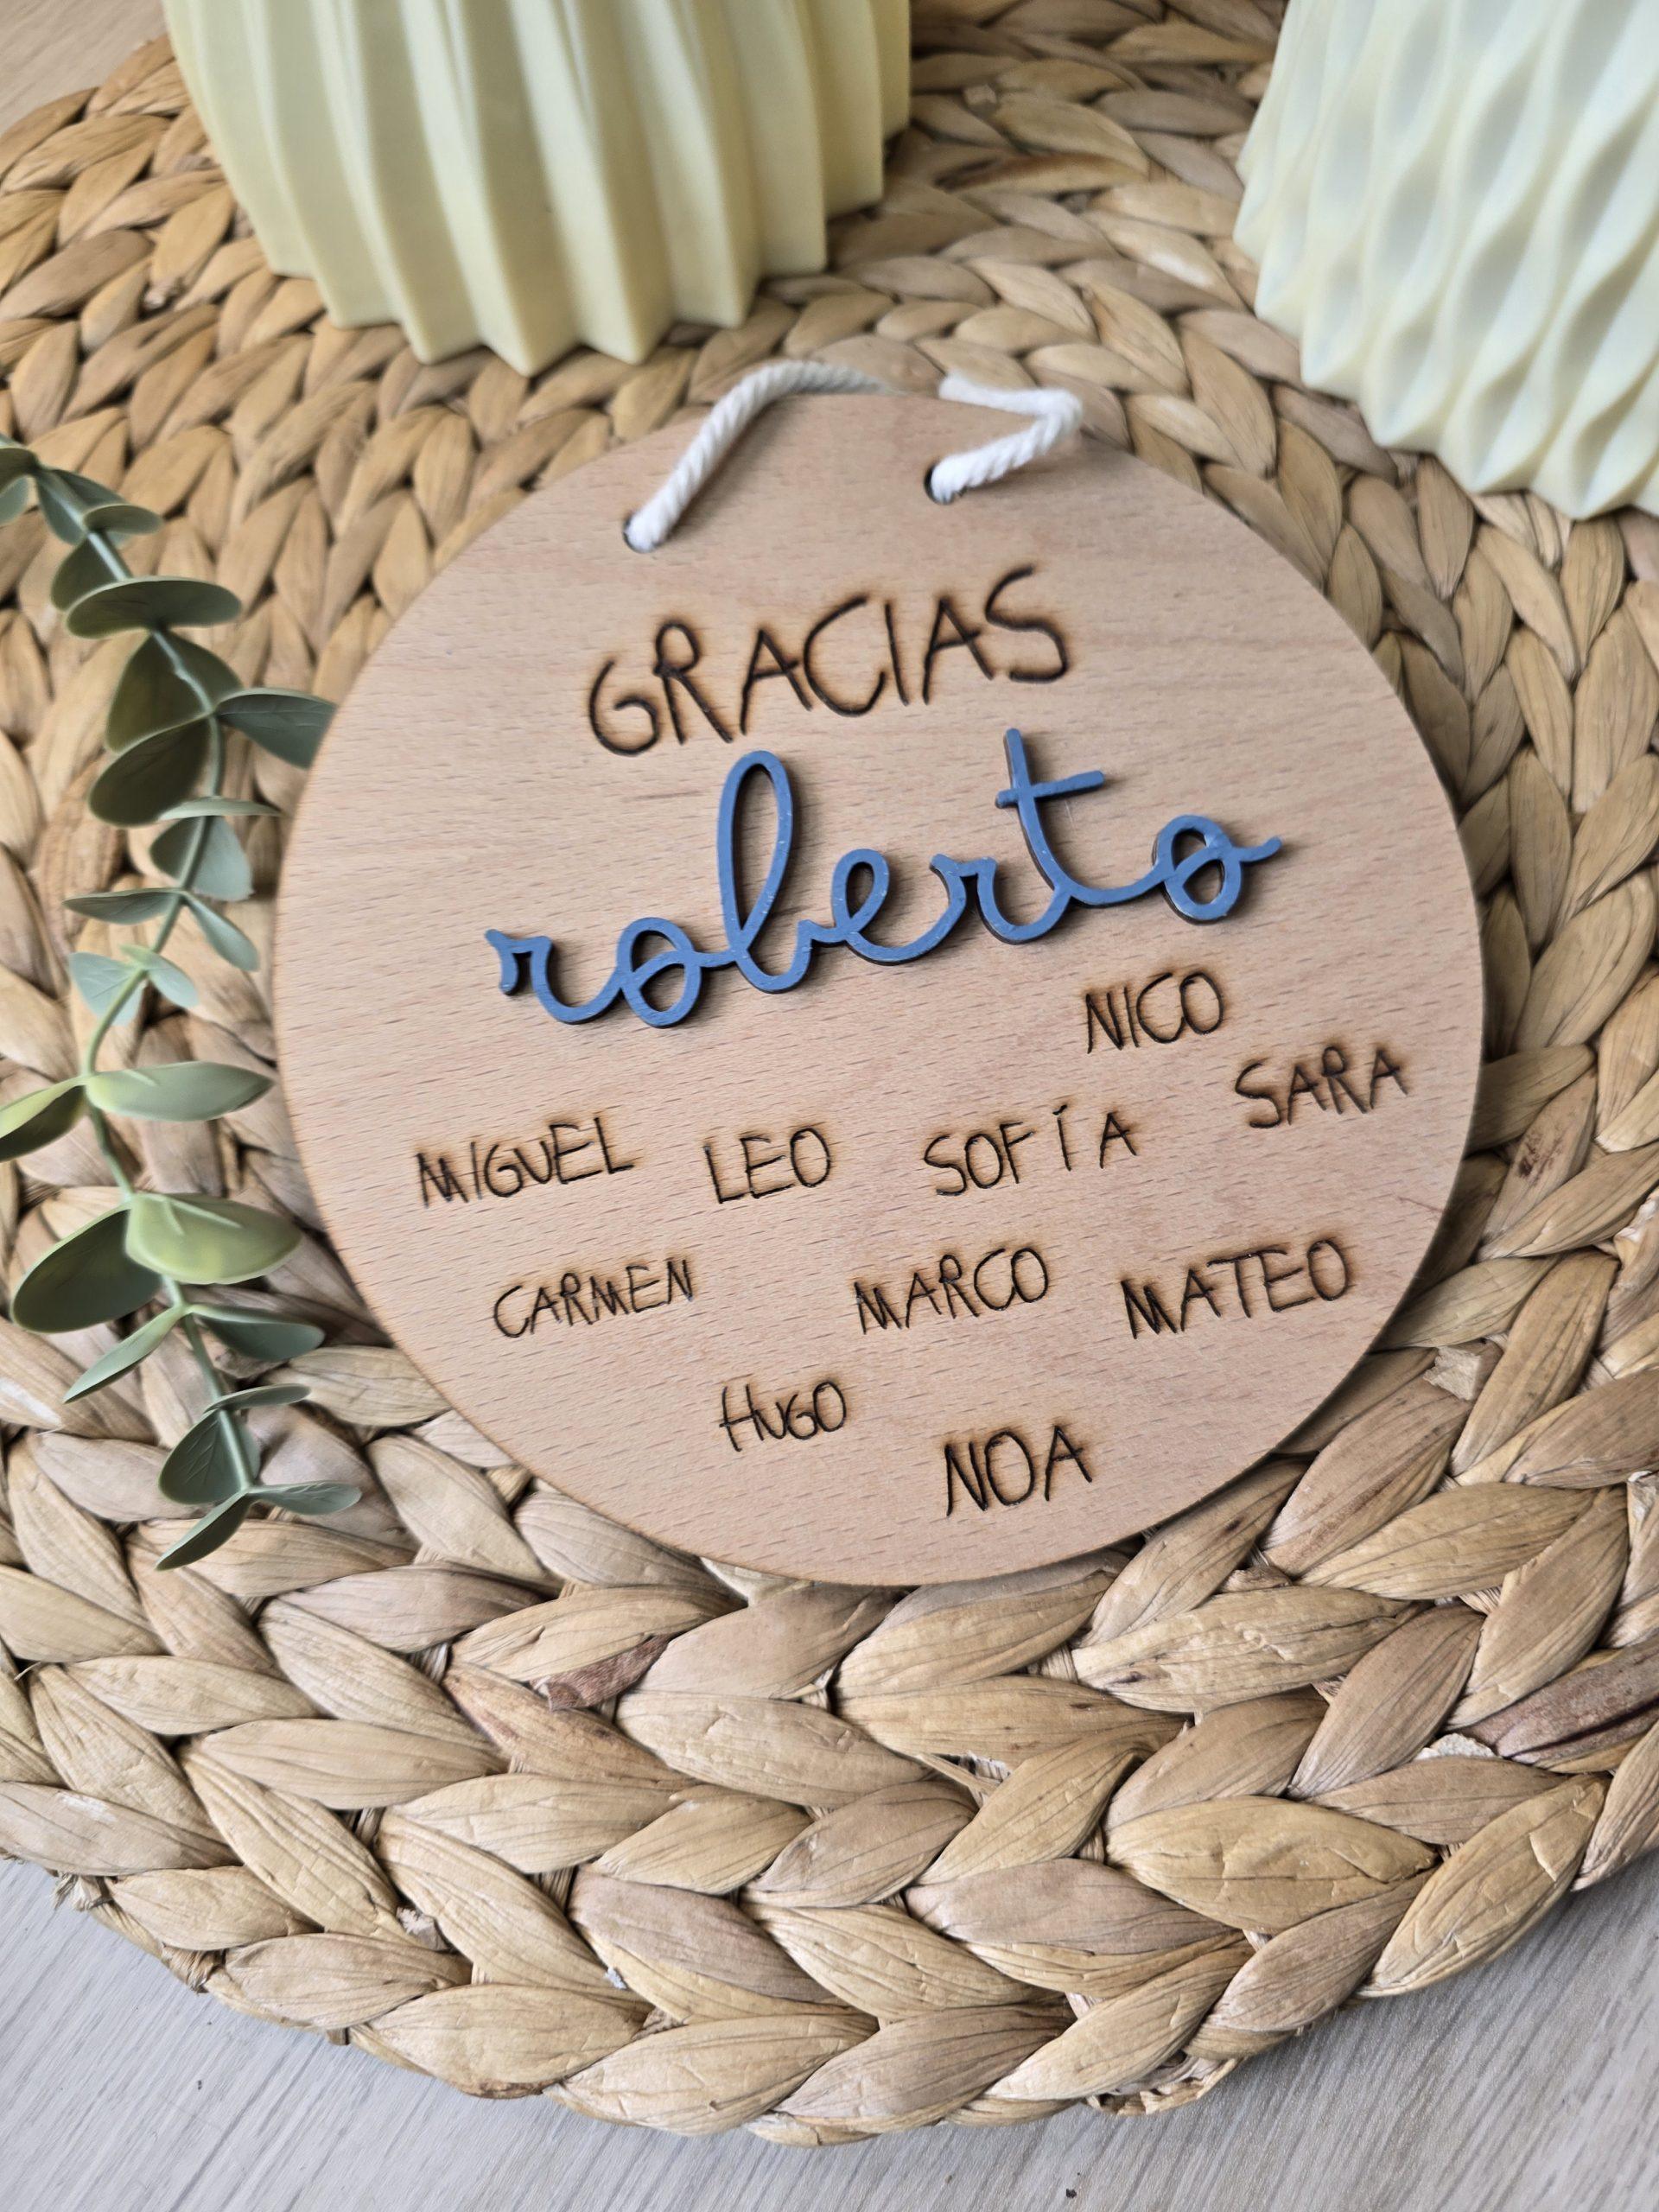 GRACIAS
roberto
NICO
SARA
MIGUEL LEO SOFÍA
CARMEN MARCO MATEO
HUGO
NOA